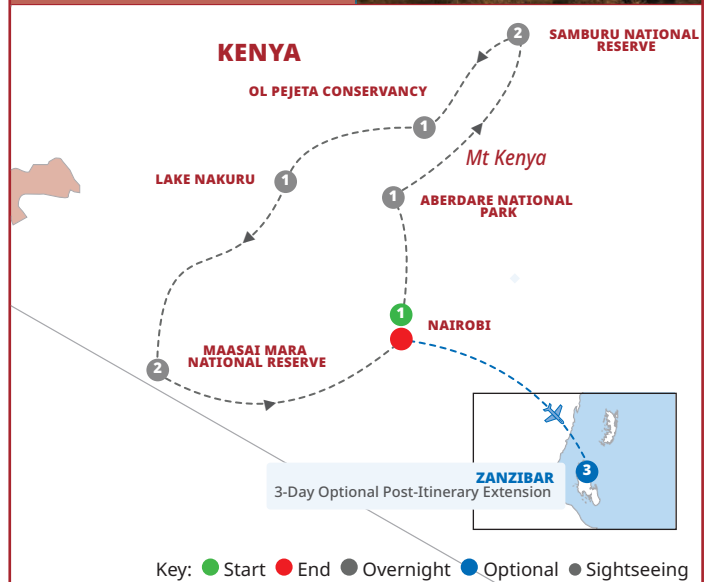 KENYA
2
SAMBURU NATIONAL
RESERVE
OL PEJETA CONSERVANCY
1
Mt Kenya
LAKE NAKURU
1
1
ABERDARE NATIONAL
PARK
1
NAIROBI
MAASAI MARA
NATIONAL RESERVE
2
ZANZIBAR
3
3-Day Optional Post-Itinerary Extension
Key: Start End Overnight Optional Sightseeing